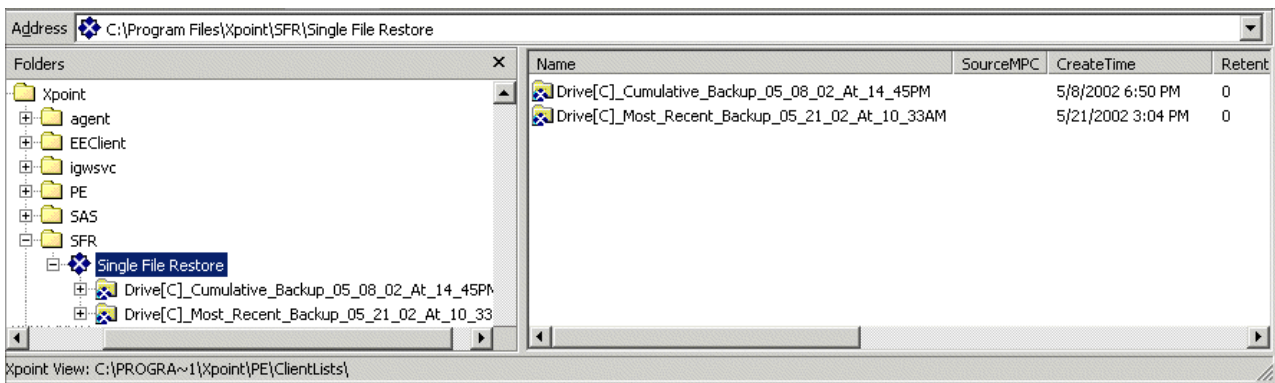 Address C:\Program Files\Xpoint\SFR\Single File Restore
Folders
Name SourceMPC CreateTime Retent
Xpoint
agent
EEClient
igwsvc
PE
SAS
SFR
Single File Restore
Drive[C]_Cumulative_Backup_05_08_02_At_14_45PM
Drive[C]_Most_Recent_Backup_05_21_02_At_10_33
Drive[C]_Cumulative_Backup_05_08_02_At_14_45PM 5/8/2002 6:50 PM 0
Drive[C]_Most_Recent_Backup_05_21_02_At_10_33AM 5/21/2002 3:04 PM 0
Xpoint View: C:\PROGRA~1\Xpoint\PE\ClientLists\